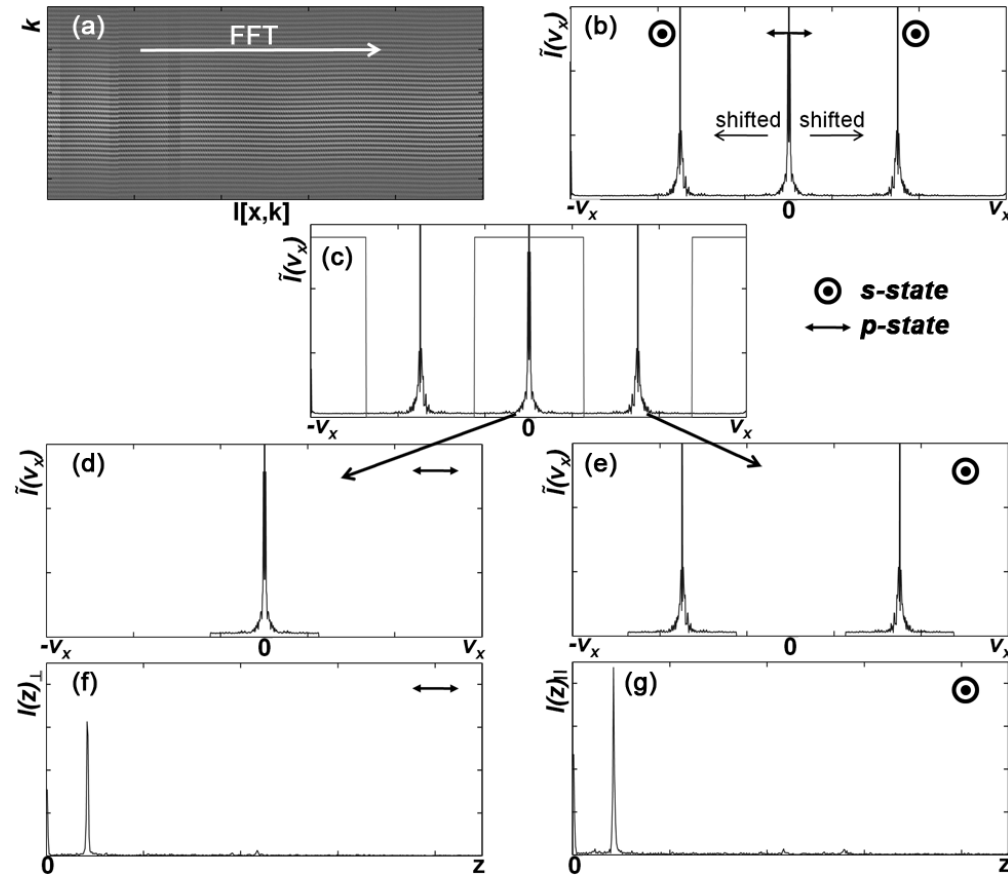 (a)
k
FFT
I[x,k]
(b)
Ĩ(νx)
shifted
shifted
-νx 0 νx
(c)
Ĩ(νx)
-νx 0 νx
s-state
p-state
(d)
Ĩ(νx)
-νx 0 νx
(e)
Ĩ(νx)
-νx 0 νx
(f)
I(z)⊥
0 z
(g)
I(z)||
0 z